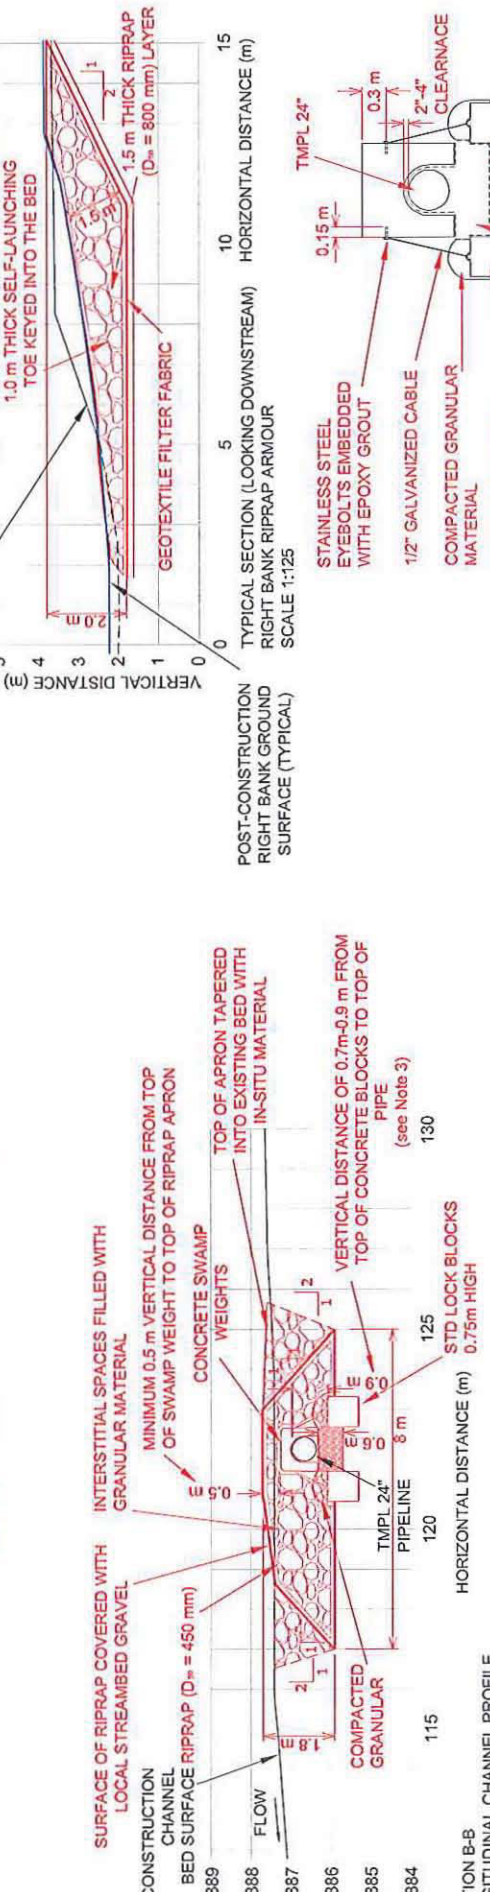 SURFACE OF RIPRAP COVERED WITH
LOCAL STREAMBED GRAVEL
INTERSTITIAL SPACES FILLED WITH
GRANULAR MATERIAL
MINIMUM 0.5 m VERTICAL DISTANCE FROM TOP
OF SWAMP WEIGHT TO TOP OF RIPRAP APRON
CONCRETE SWAMP
WEIGHTS
TOP OF APRON TAPERED
INTO EXISTING BED WITH
IN-SITU MATERIAL
CONSTRUCTION
CHANNEL
BED SURFACE
RIPRAP (D₅₀ = 450 mm)
FLOW
0.5 m
1.8 m
2
1
1
1
1
1
2
1
0.9 m
0.6 m
8 m
VERTICAL DISTANCE OF 0.7m-0.9 m FROM
TOP OF CONCRETE BLOCKS TO TOP OF
PIPE
(see Note 3)
COMPACTED
GRANULAR
TMPL 24"
PIPELINE
STD LOCK BLOCKS
0.75m HIGH
389
388
387
386
385
384
115
120
125
130
HORIZONTAL DISTANCE (m)
TION B-B
GITUDINAL CHANNEL PROFILE
1.0 m THICK SELF-LAUNCHING
TOE KEYED INTO THE BED
1.5 m THICK RIPRAP
(D₅₀ = 800 mm) LAYER
1.5 m
1
2
2.0 m
GEOTEXTILE FILTER FABRIC
VERTICAL DISTANCE (m)
4
3
2
1
0
0
5
10
15
HORIZONTAL DISTANCE (m)
POST-CONSTRUCTION
RIGHT BANK GROUND
SURFACE (TYPICAL)
TYPICAL SECTION (LOOKING DOWNSTREAM)
RIGHT BANK RIPRAP ARMOUR
SCALE 1:125
STAINLESS STEEL
EYEBOLTS EMBEDDED
WITH EPOXY GROUT
1/2" GALVANIZED CABLE
COMPACTED GRANULAR
MATERIAL
0.15 m
TMPL 24"
0.3 m
2"-4"
CLEARNACE